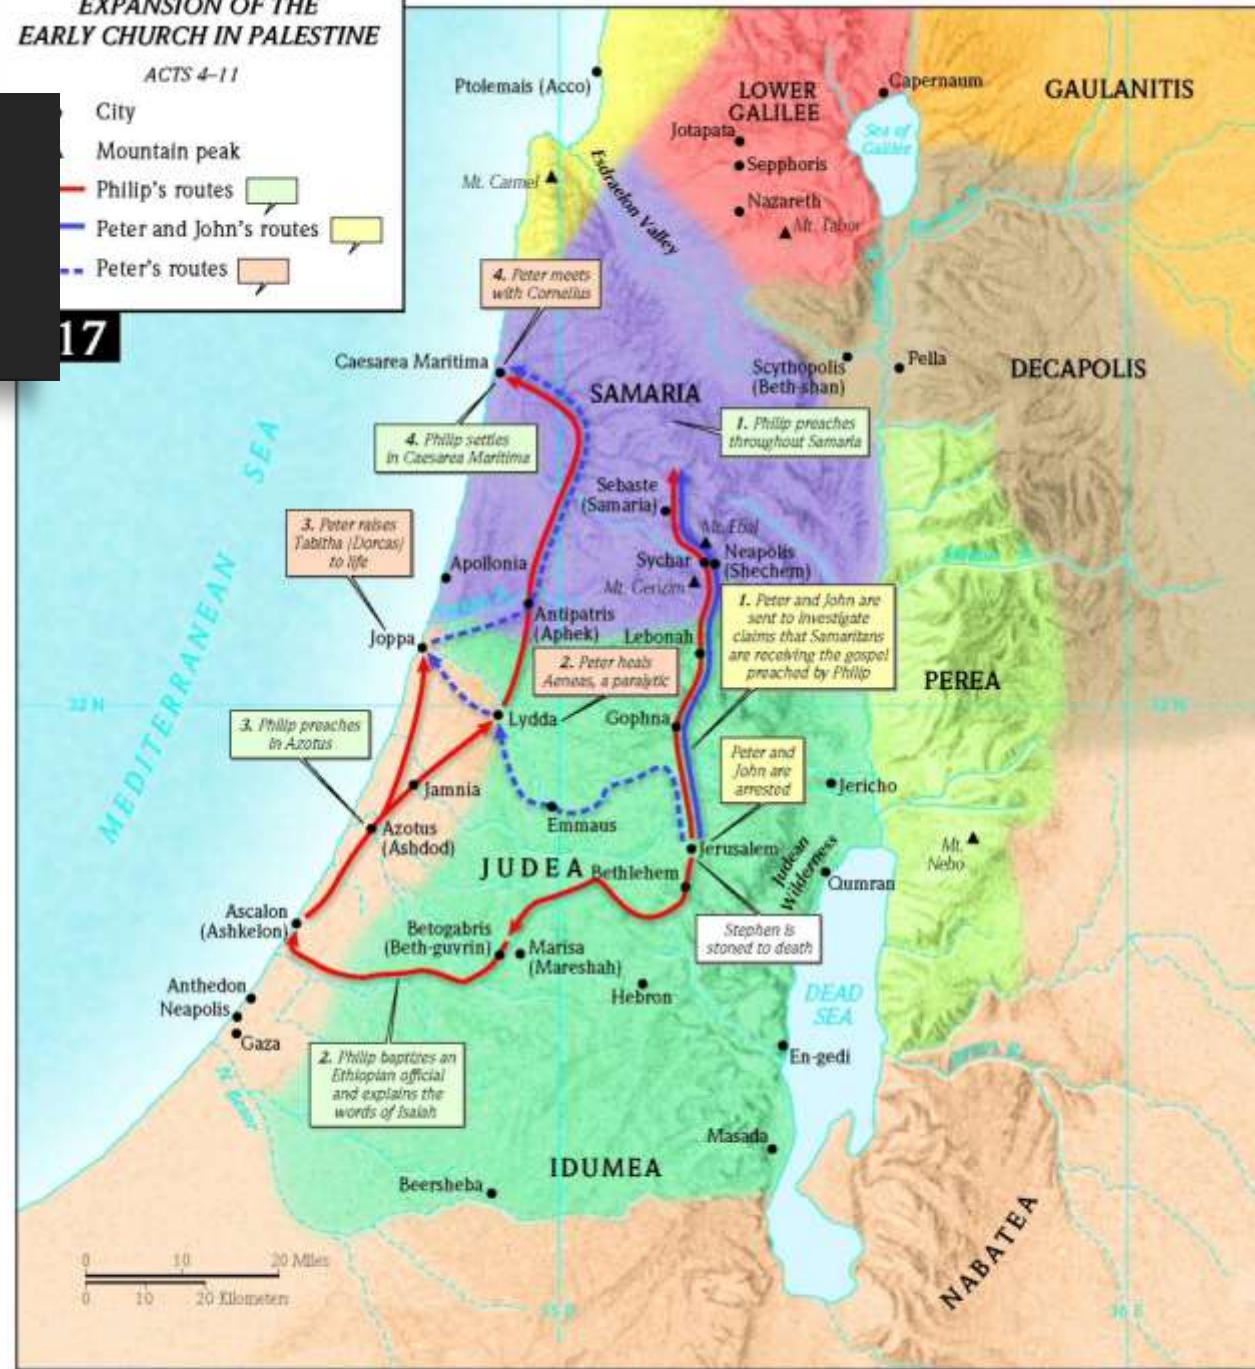 EXPANSION OF THE
EARLY CHURCH IN PALESTINE
ACTS 4–11
City
Mountain peak
Philip's routes
Peter and John's routes
Peter's routes
17
Ptolemais (Acco)
LOWER
GALILEE
Capernaum
GAULANITIS
Jotapata
Sea of
Galilee
Sepphoris
Mt. Carmel
Esdraelon Valley
Nazareth
Mt. Tabor
4. Peter meets
with Cornelius
Caesarea Maritima
SAMARIA
Scythopolis
(Beth-shan)
Pella
DECAPOLIS
4. Philip settles
in Caesarea Maritima
1. Philip preaches
throughout Samaria
Sebaste
(Samaria)
3. Peter raises
Tabitha (Dorcas)
to life
Mt. Ebal
Apollonia
Sychar
Neapolis
(Shechem)
Mt. Gerizim
Antipatris
(Aphek)
1. Peter and John are
sent to investigate
claims that Samaritans
are receiving the gospel
preached by Philip
Joppa
Lebonah
2. Peter heals
Aeneas, a paralytic
PEREA
MEDITERRANEAN SEA
32 N
32 N
Lydda
Gophna
3. Philip preaches
in Azotus
Peter and
John are
arrested
Jamnia
Jericho
Emmaus
Azotus
(Ashdod)
Jerusalem
Judean
Wilderness
Mt.
Nebo
JUDEA
Bethlehem
Qumran
Ascalon
(Ashkelon)
Betogabris
(Beth-guvrin)
Marisa
(Mareshah)
Stephen is
stoned to death
Hebron
Anthedon
Neapolis
Gaza
DEAD
SEA
En-gedi
2. Philip baptizes an
Ethiopian official
and explains the
words of Isaiah
Masada
IDUMEA
Beersheba
NABATEA
0 10 20 Miles
0 10 20 Kilometers
35 E
36 E